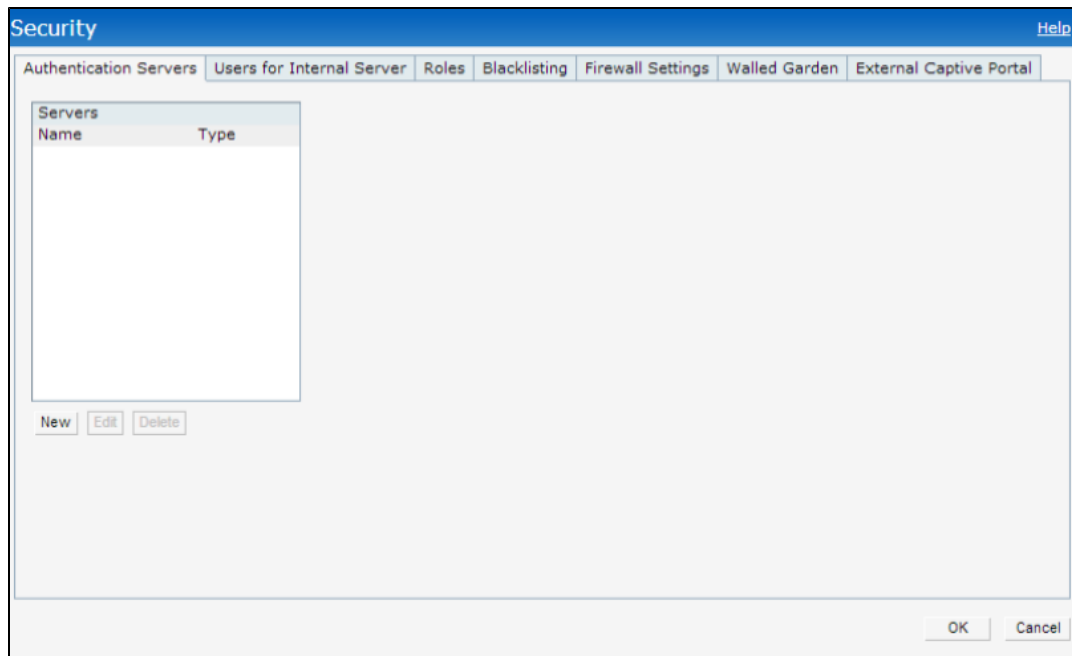 Security Help
Authentication Servers Users for Internal Server Roles Blacklisting Firewall Settings Walled Garden External Captive Portal
Servers
Name Type
New Edit Delete
OK Cancel